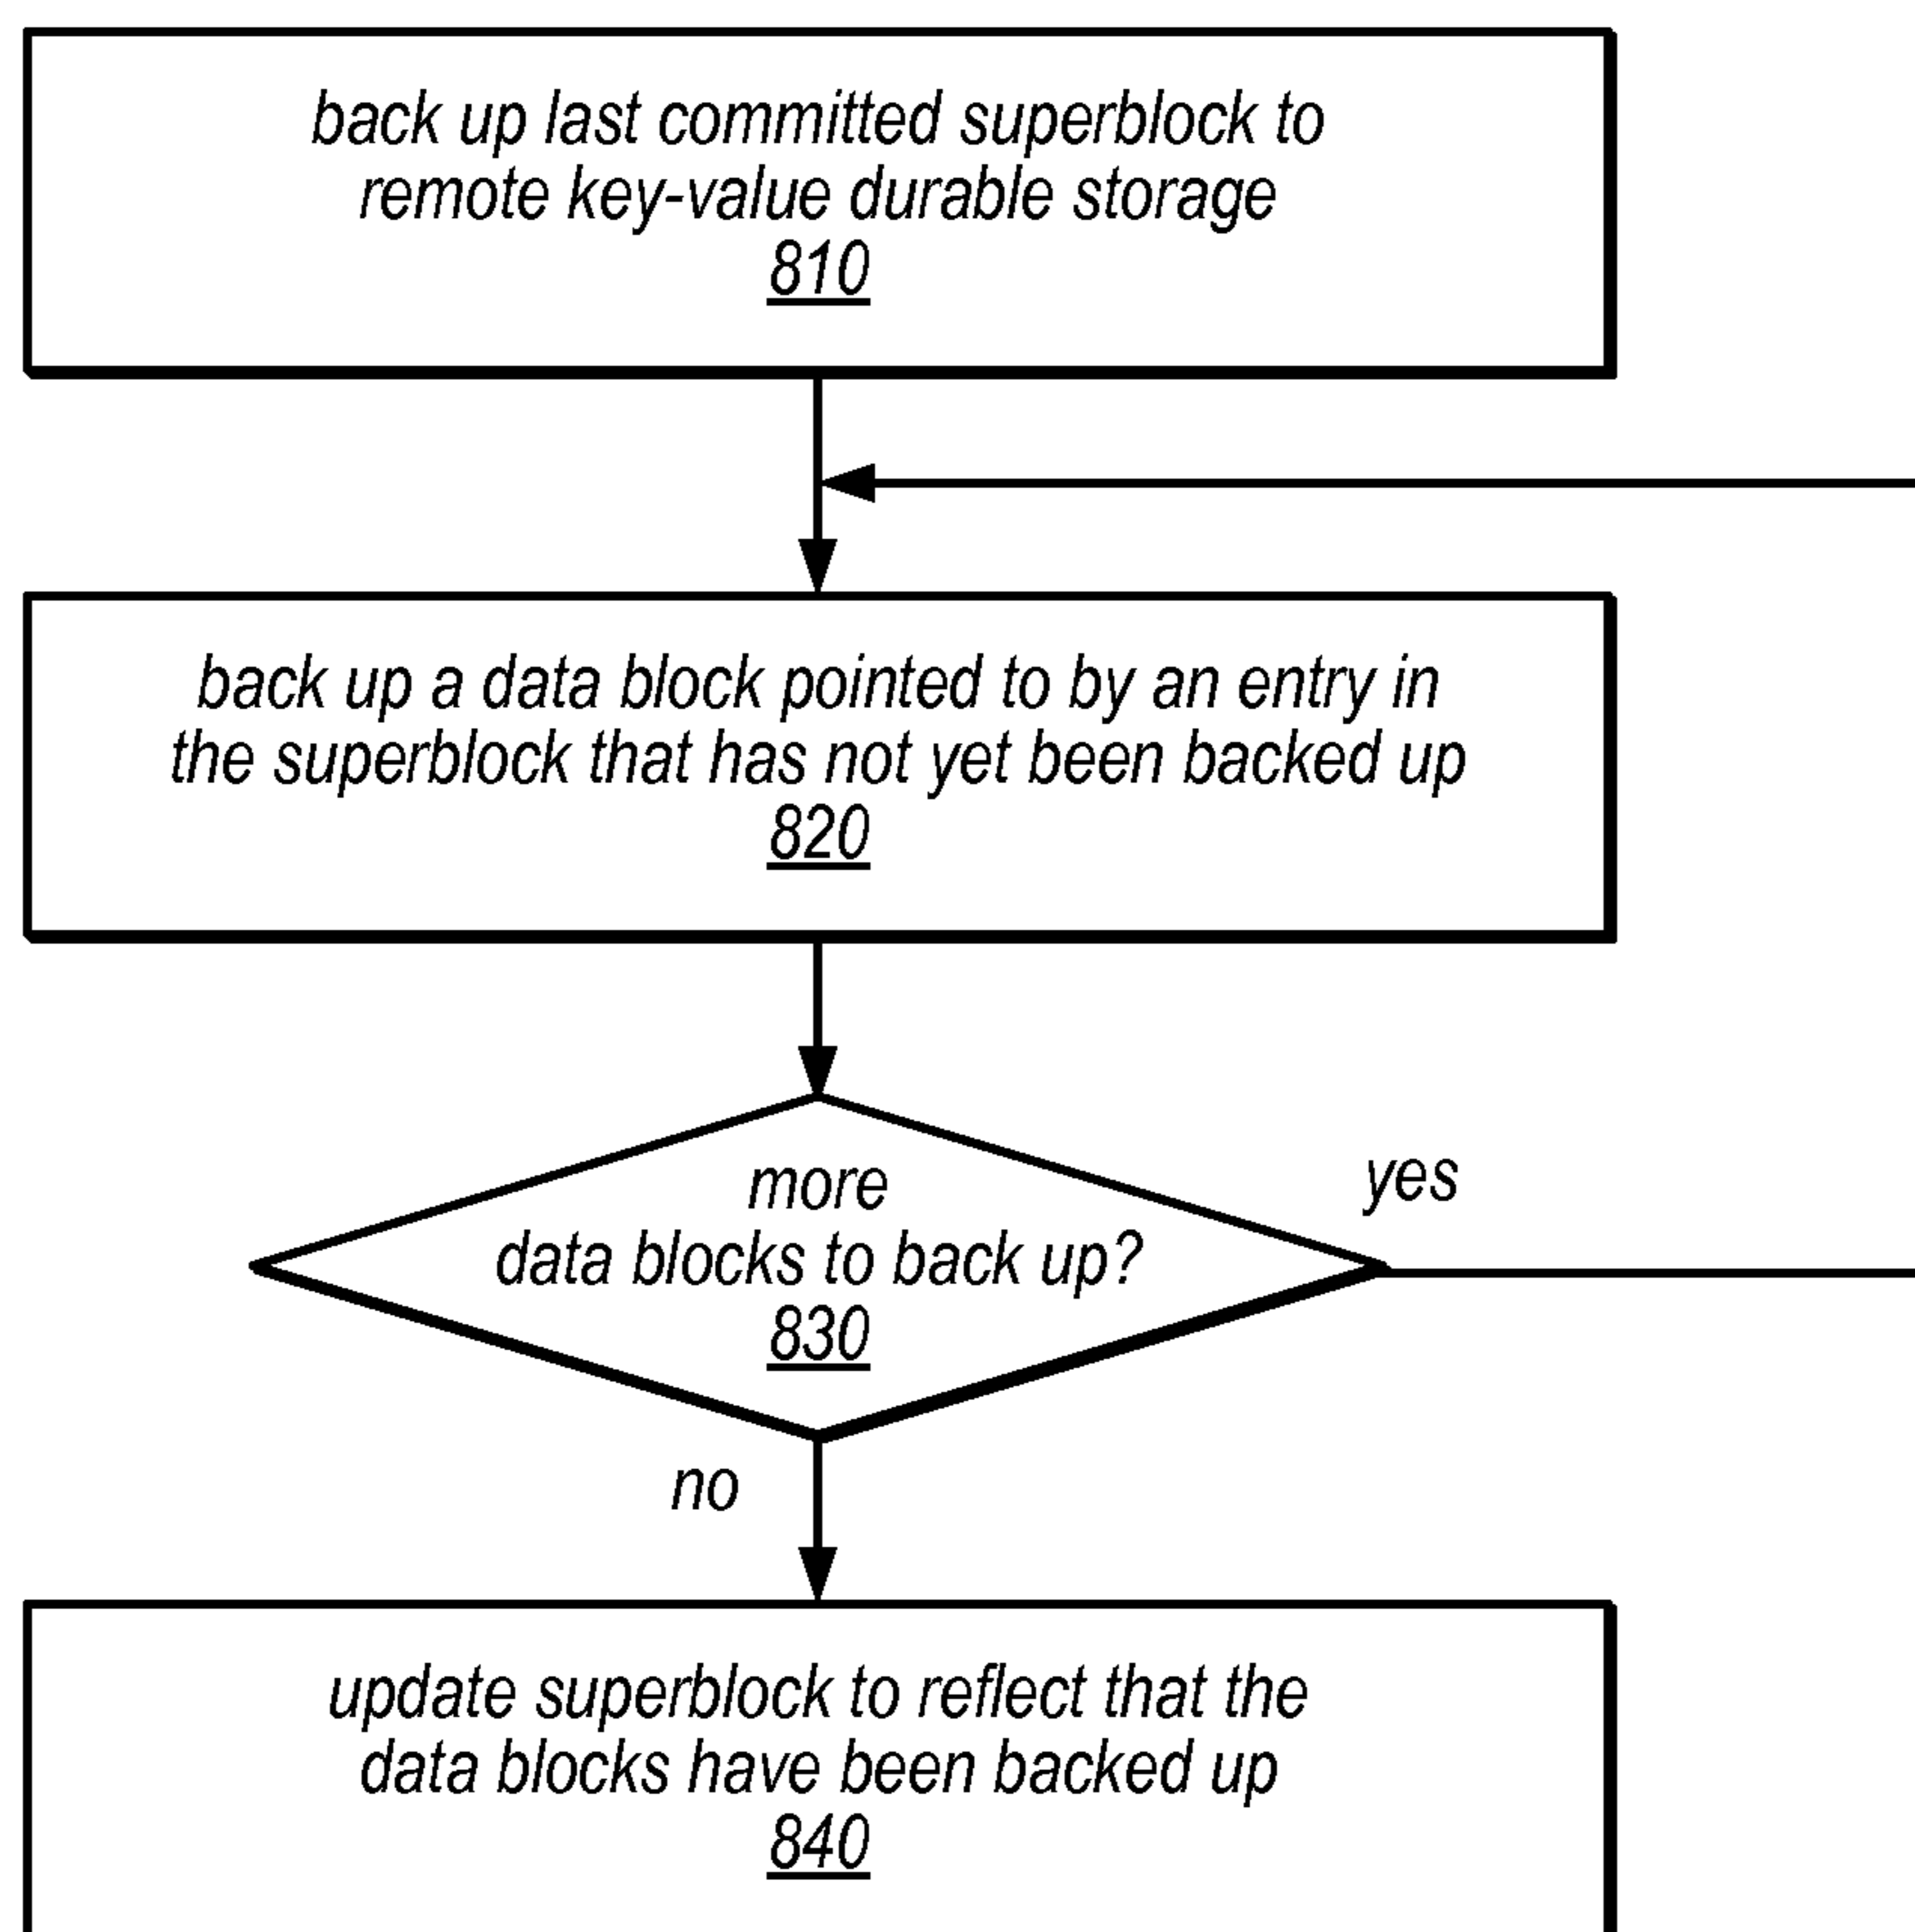 back up last committed superblock to
remote key-value durable storage
810
back up a data block pointed to by an entry in
the superblock that has not yet been backed up
820
more
data blocks to back up?
830
yes
no
update superblock to reflect that the
data blocks have been backed up
840